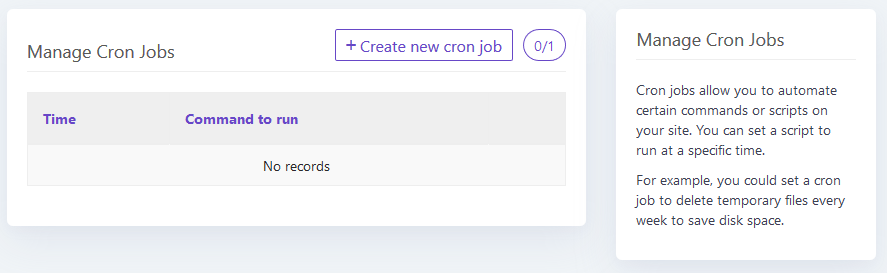 Manage Cron Jobs
+ Create new cron job
0/1
Time Command to run
No records
Manage Cron Jobs
Cron jobs allow you to automate
certain commands or scripts on
your site. You can set a script to
run at a specific time.
For example, you could set a cron
job to delete temporary files every
week to save disk space.